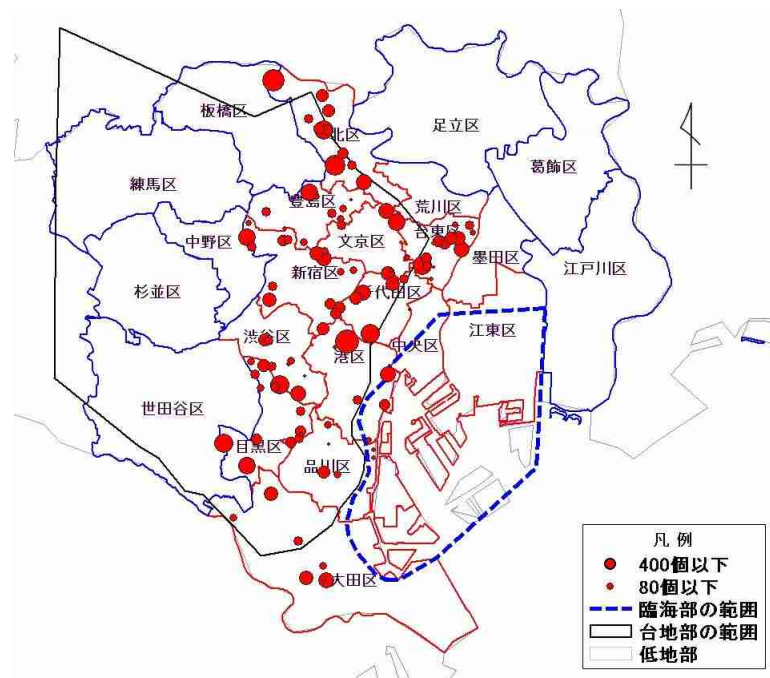 板橋区
北区
足立区
葛飾区
練馬区
豊島区
荒川区
文京区
台東区
中野区
墨田区
新宿区
江戸川区
杉並区
千代田区
渋谷区
江東区
港区
中央区
世田谷区
目黒区
品川区
大田区
凡 例
400個以下
80個以下
臨海部の範囲
台地部の範囲
低地部